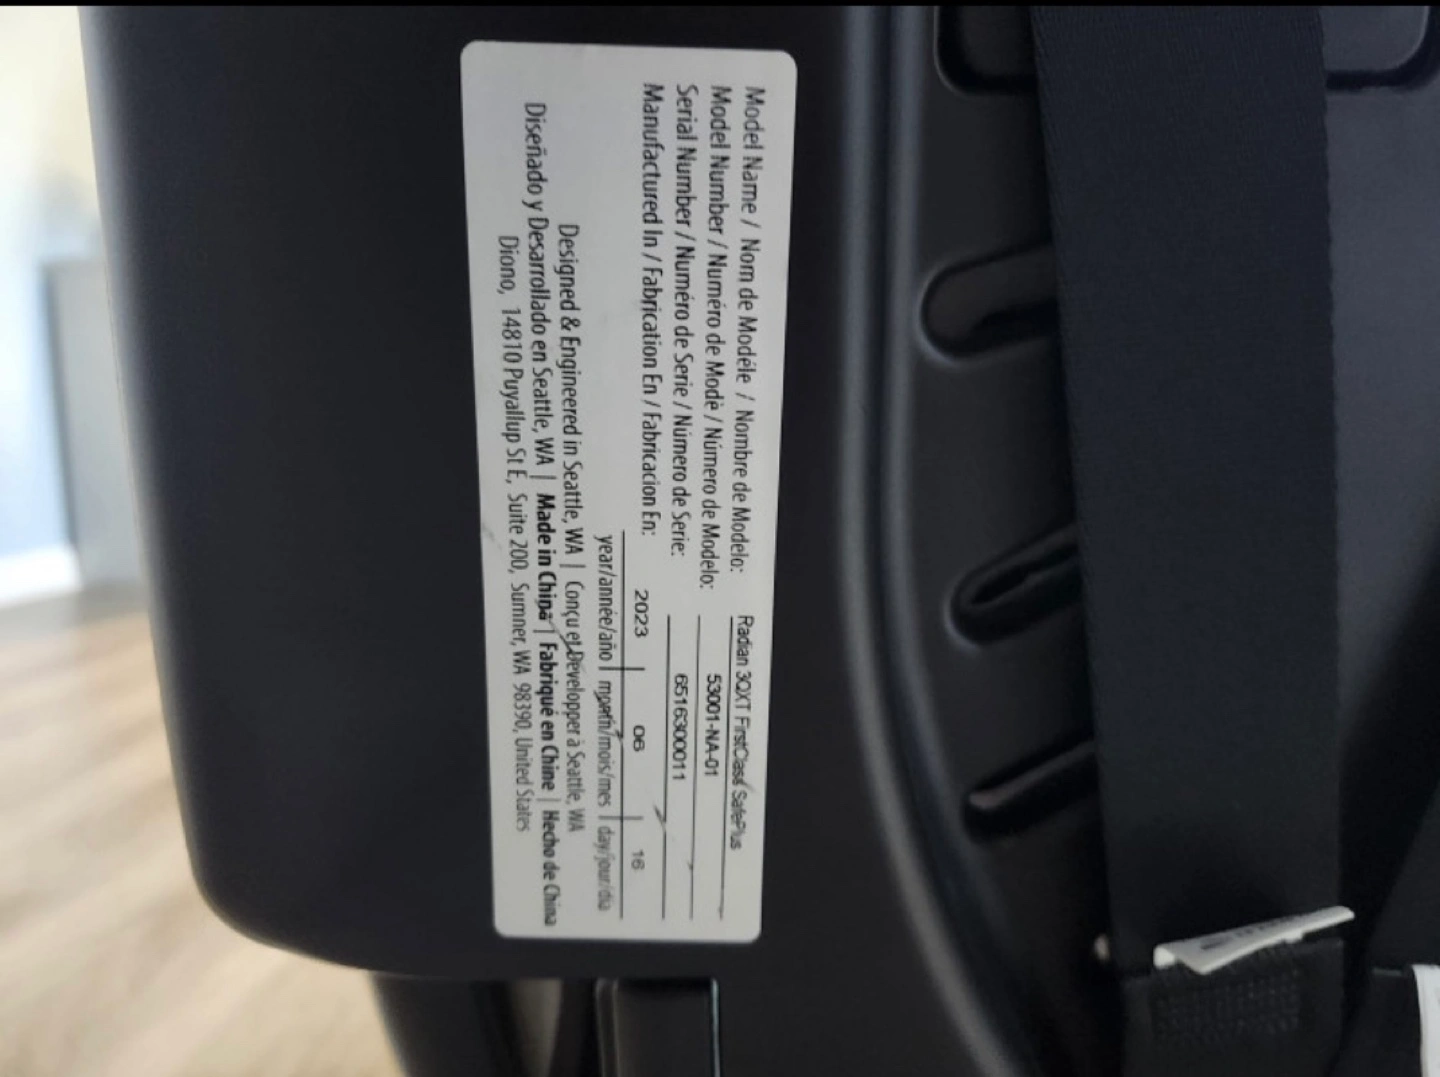 Model Name / Nom de Modéle / Nombre de Modelo: Radian 3QXT FirstClass SafePlus
Model Number / Numéro de Modè / Número de Modelo: 53001-NA-01
Serial Number / Numéro de Serie / Número de Serie: 6516300011
Manufactured In / Fabrication En / Fabricacion En: 2023 | 06 | 16
year/année/año | month/mois/mes | day/jour/día
Designed & Engineered in Seattle, WA | Conçu et Développer à Seattle, WA
Diseñado y Desarrollado en Seattle, WA | Made in China | Fabriqué en Chine | Hecho de China
Diono, 14810 Puyallup St E, Suite 200, Sumner, WA 98390, United States